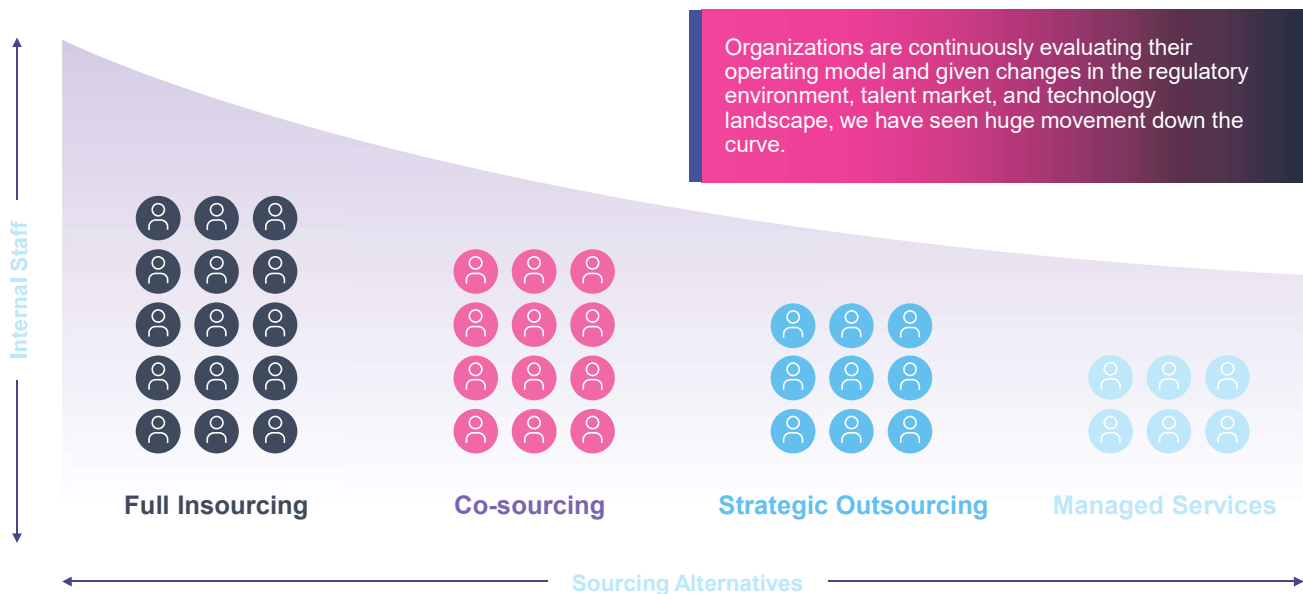 Organizations are continuously evaluating their
operating model and given changes in the regulatory
environment, talent market, and technology
landscape, we have seen huge movement down the
curve.
Internal Staff
Full Insourcing
Co-sourcing
Strategic Outsourcing
Managed Services
Sourcing Alternatives